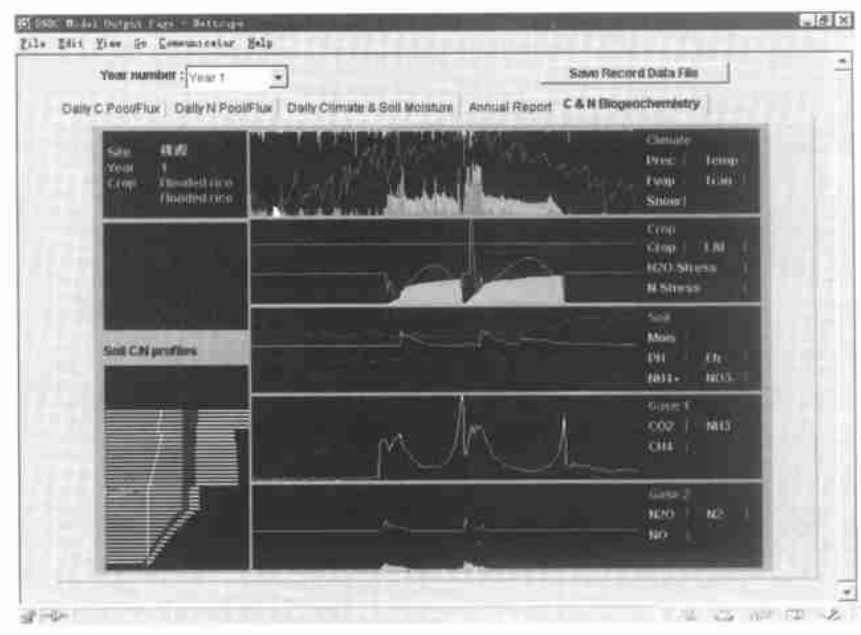 DNDC Model Output Page - Netscape
File Edit View Go Communicator Help
Year number : Year 1
Save Record Data File
Daily C Pool/Flux Daily N Pool/Flux Daily Climate & Soil Moisture Annual Report C & N Biogeochemistry
Site
Year 1
Crop Flooded rice
Flooded rice
Soil C/N profiles
Climate
Prec Temp
Evap Tran
Snow
Crop
Crop LAI
H2O Stress
N Stress
Soil
Mois
PH Eh
NH4+ NO3-
Gase 1
CO2 NH3
CH4
Gase 2
N2O N2
NO